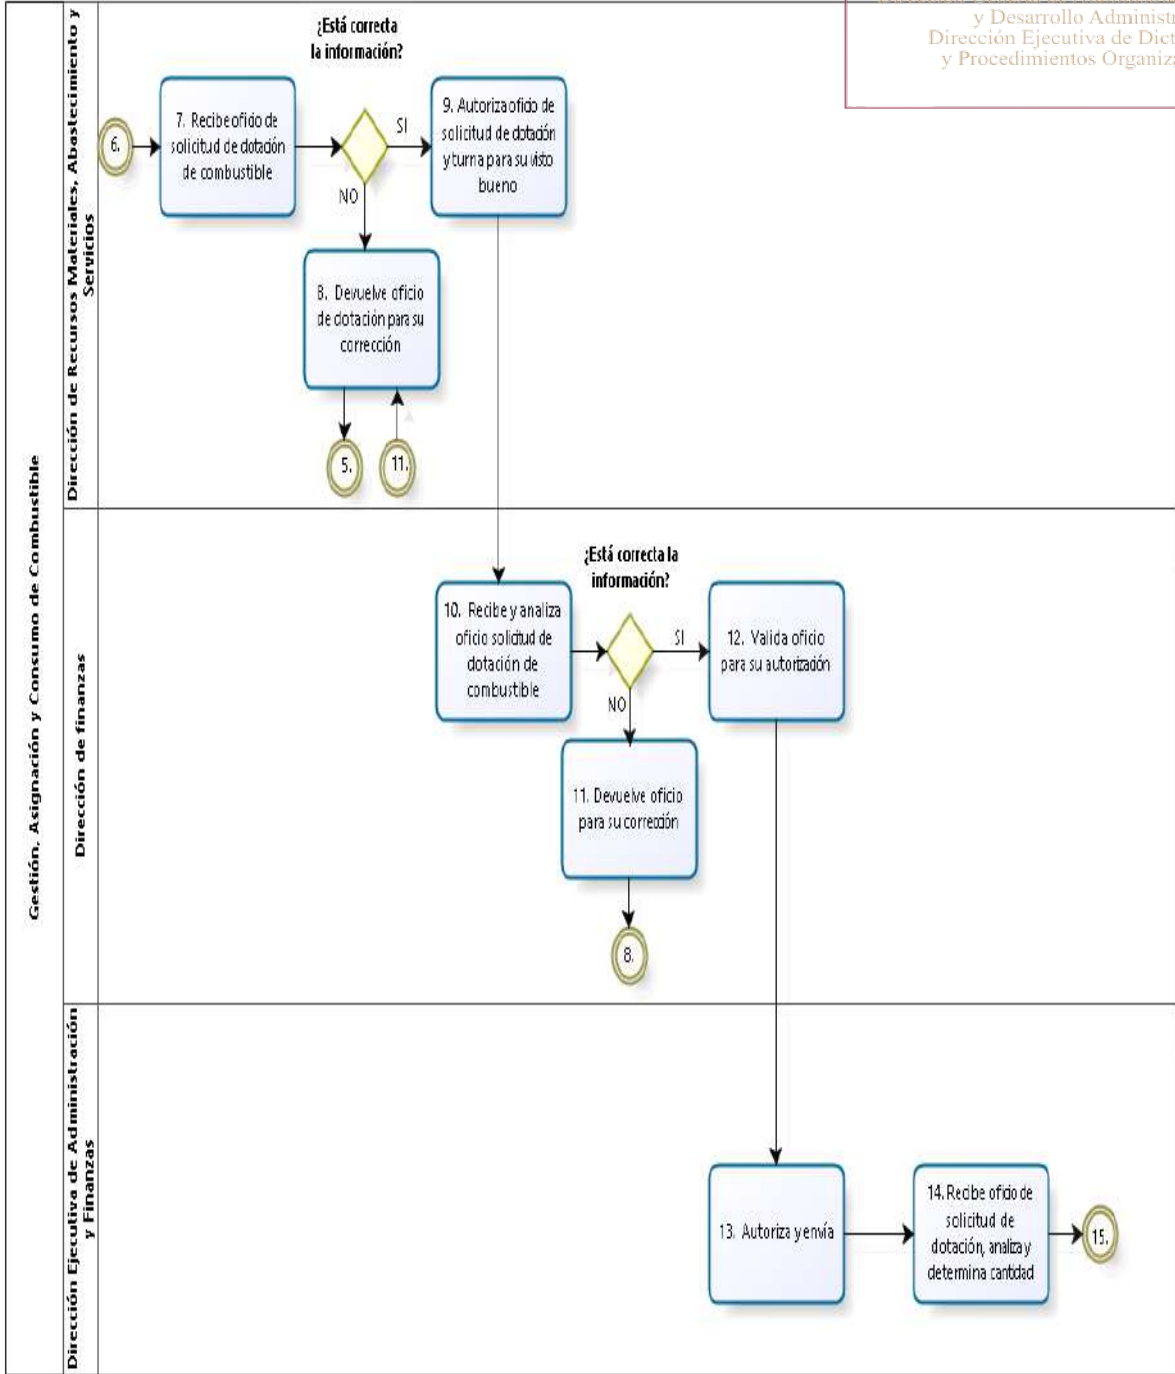 y Desarrollo Administ
Dirección Ejecutiva de Dict
y Procedimientos Organiz
Gestión, Asignación y Consumo de Combustible
Dirección de Recursos Materiales, Abastecimiento y
Servicios
¿Está correcta
la información?
6.
7. Recibe oficio de
solicitud de dotación
de combustible
SI
NO
9. Autoriza oficio de
solicitud de dotación
y turna para su visto
bueno
8. Devuelve oficio
de dotación para su
corrección
5.
11.
Dirección de finanzas
¿Está correcta la
información?
10. Recibe y analiza
oficio solicitud de
dotación de
combustible
SI
NO
12. Valida oficio
para su autorización
11. Devuelve oficio
para su corrección
8.
Dirección Ejecutiva de Administración
y Finanzas
13. Autoriza y envía
14. Recibe oficio de
solicitud de
dotación, analiza y
determina cantidad
15.